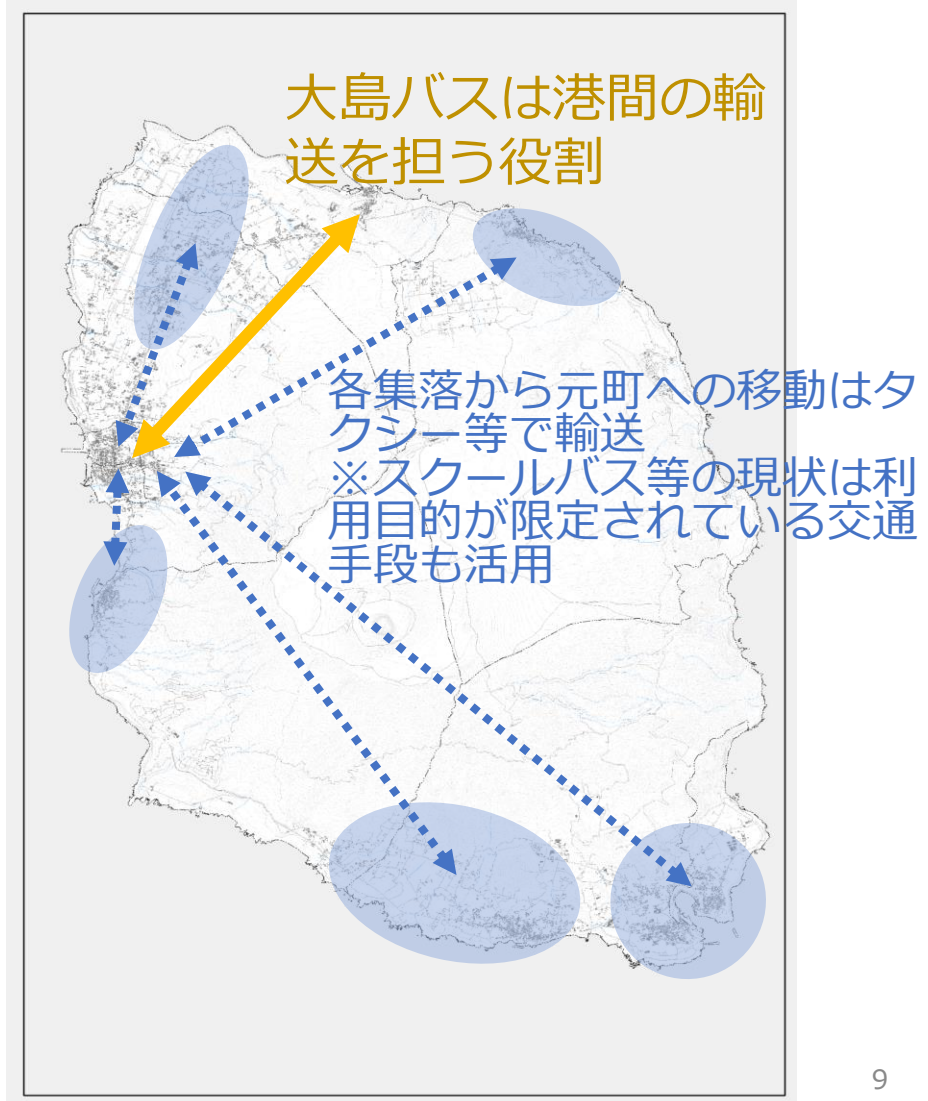 大島バスは港間の輸
送を担う役割
各集落から元町への移動はタ
クシー等で輸送
※スクールバス等の現状は利
用目的が限定されている交通
手段も活用
9